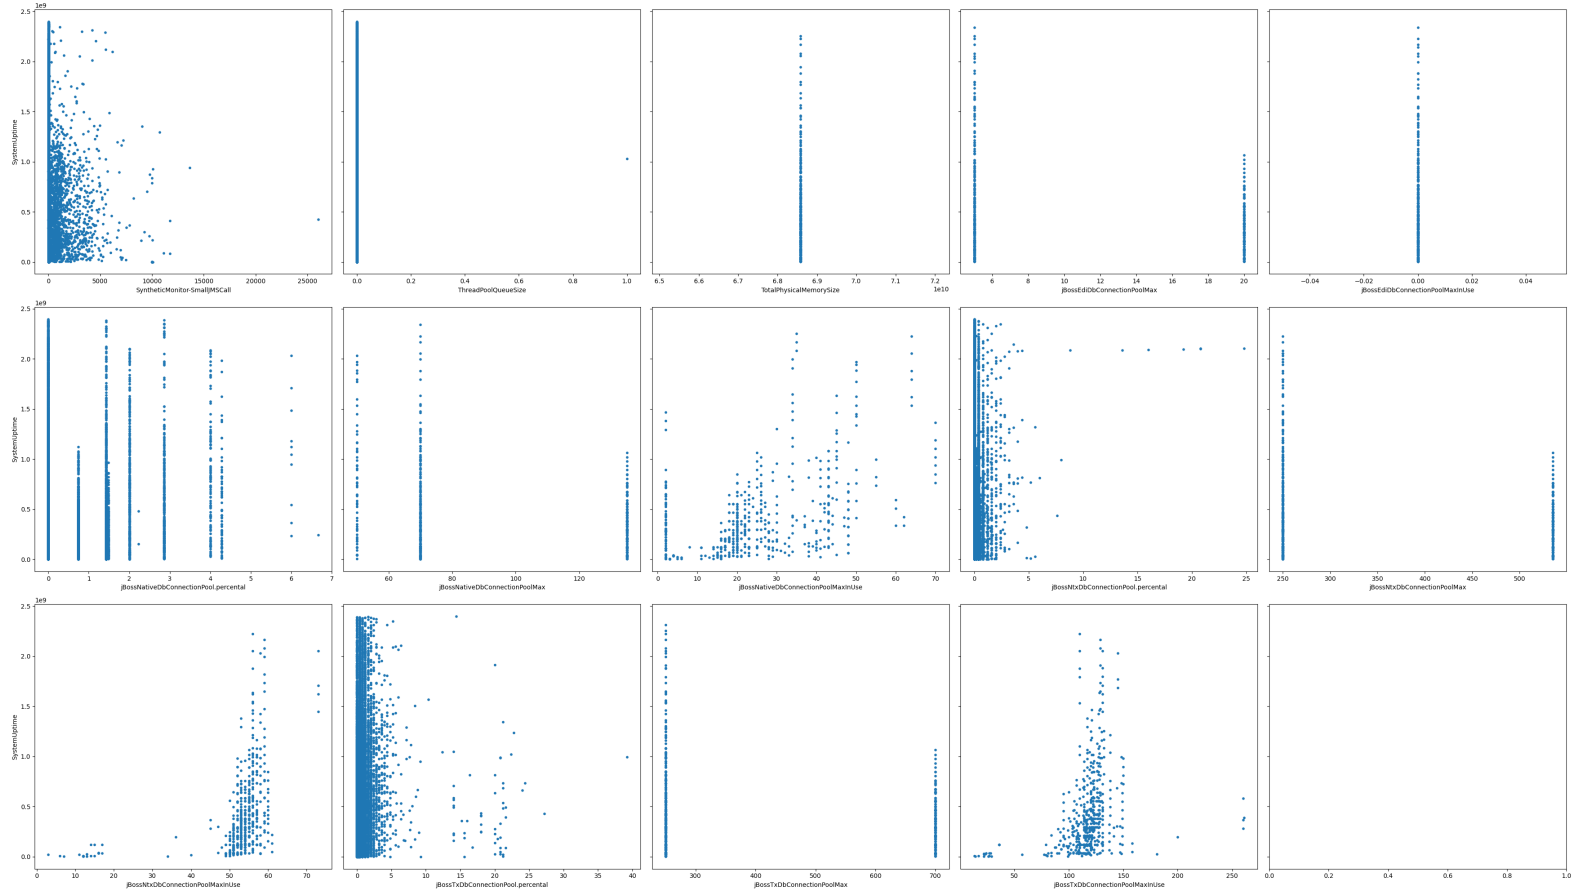 1e9
2.5
2.0
1.5
1.0
0.5
0.0
SystemUptime
0 5000 10000 15000 20000 25000
SyntheticMonitor-SmallJMSCall
0.0 0.2 0.4 0.6 0.8 1.0
ThreadPoolQueueSize
6.5 6.6 6.7 6.8 6.9 7.0 7.1 7.2
1e10
TotalPhysicalMemorySize
6 8 10 12 14 16 18 20
jBossEdiDbConnectionPoolMax
−0.04 −0.02 0.00 0.02 0.04
jBossEdiDbConnectionPoolMaxInUse
1e9
2.5
2.0
1.5
1.0
0.5
0.0
SystemUptime
0 1 2 3 4 5 6 7
jBossNativeDbConnectionPool.percental
60 80 100 120
jBossNativeDbConnectionPoolMax
0 10 20 30 40 50 60 70
jBossNativeDbConnectionPoolMaxInUse
0 5 10 15 20 25
jBossNtxDbConnectionPool.percental
250 300 350 400 450 500
jBossNtxDbConnectionPoolMax
1e9
2.5
2.0
1.5
1.0
0.5
0.0
SystemUptime
0 10 20 30 40 50 60 70
jBossNtxDbConnectionPoolMaxInUse
0 5 10 15 20 25 30 35 40
jBossTxDbConnectionPool.percental
300 400 500 600 700
jBossTxDbConnectionPoolMax
50 100 150 200 250
jBossTxDbConnectionPoolMaxInUse
0.0 0.2 0.4 0.6 0.8 1.0